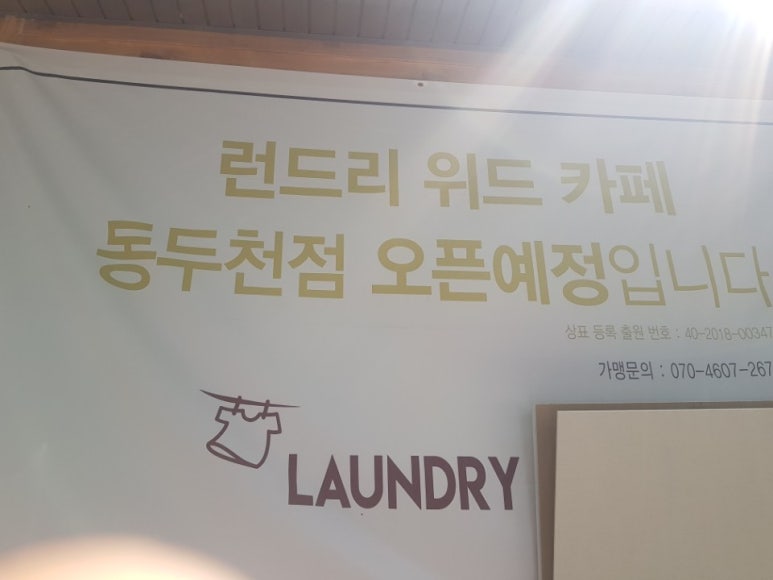 런드리 위드 카페
동두천점 오픈예정입니다
상표 등록 출원 번호 : 40-2018-00347
가맹문의 : 070-4607-267
LAUNDRY